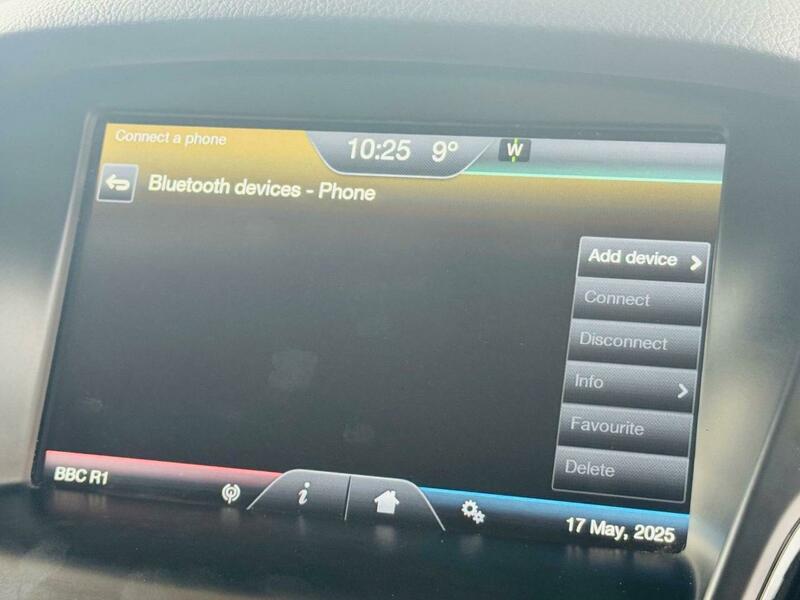 Connect a phone
10:25 9°
W
Bluetooth devices - Phone
Add device
Connect
Disconnect
Info
Favourite
Delete
BBC R1
i
17 May, 2025